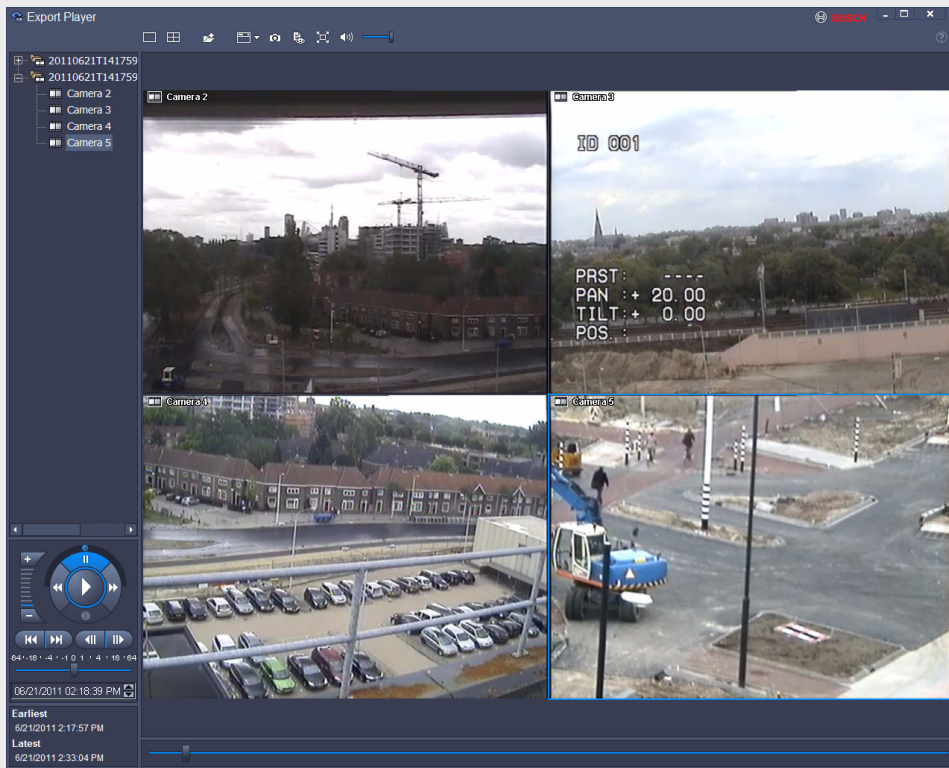 Export Player
BOSCH
20110621T141759
20110621T141759
Camera 2
Camera 3
Camera 4
Camera 5
Camera 2
Camera 3
ID 001
PRST: ----
PAN :+ 20.00
TILT:+ 0.00
POS. :
Camera 4
Camera 5
-64 · -16 · -4 · -1 0 1 · 4 · 16 · 64
06/21/2011 02:18:39 PM
Earliest
6/21/2011 2:17:57 PM
Latest
6/21/2011 2:33:04 PM